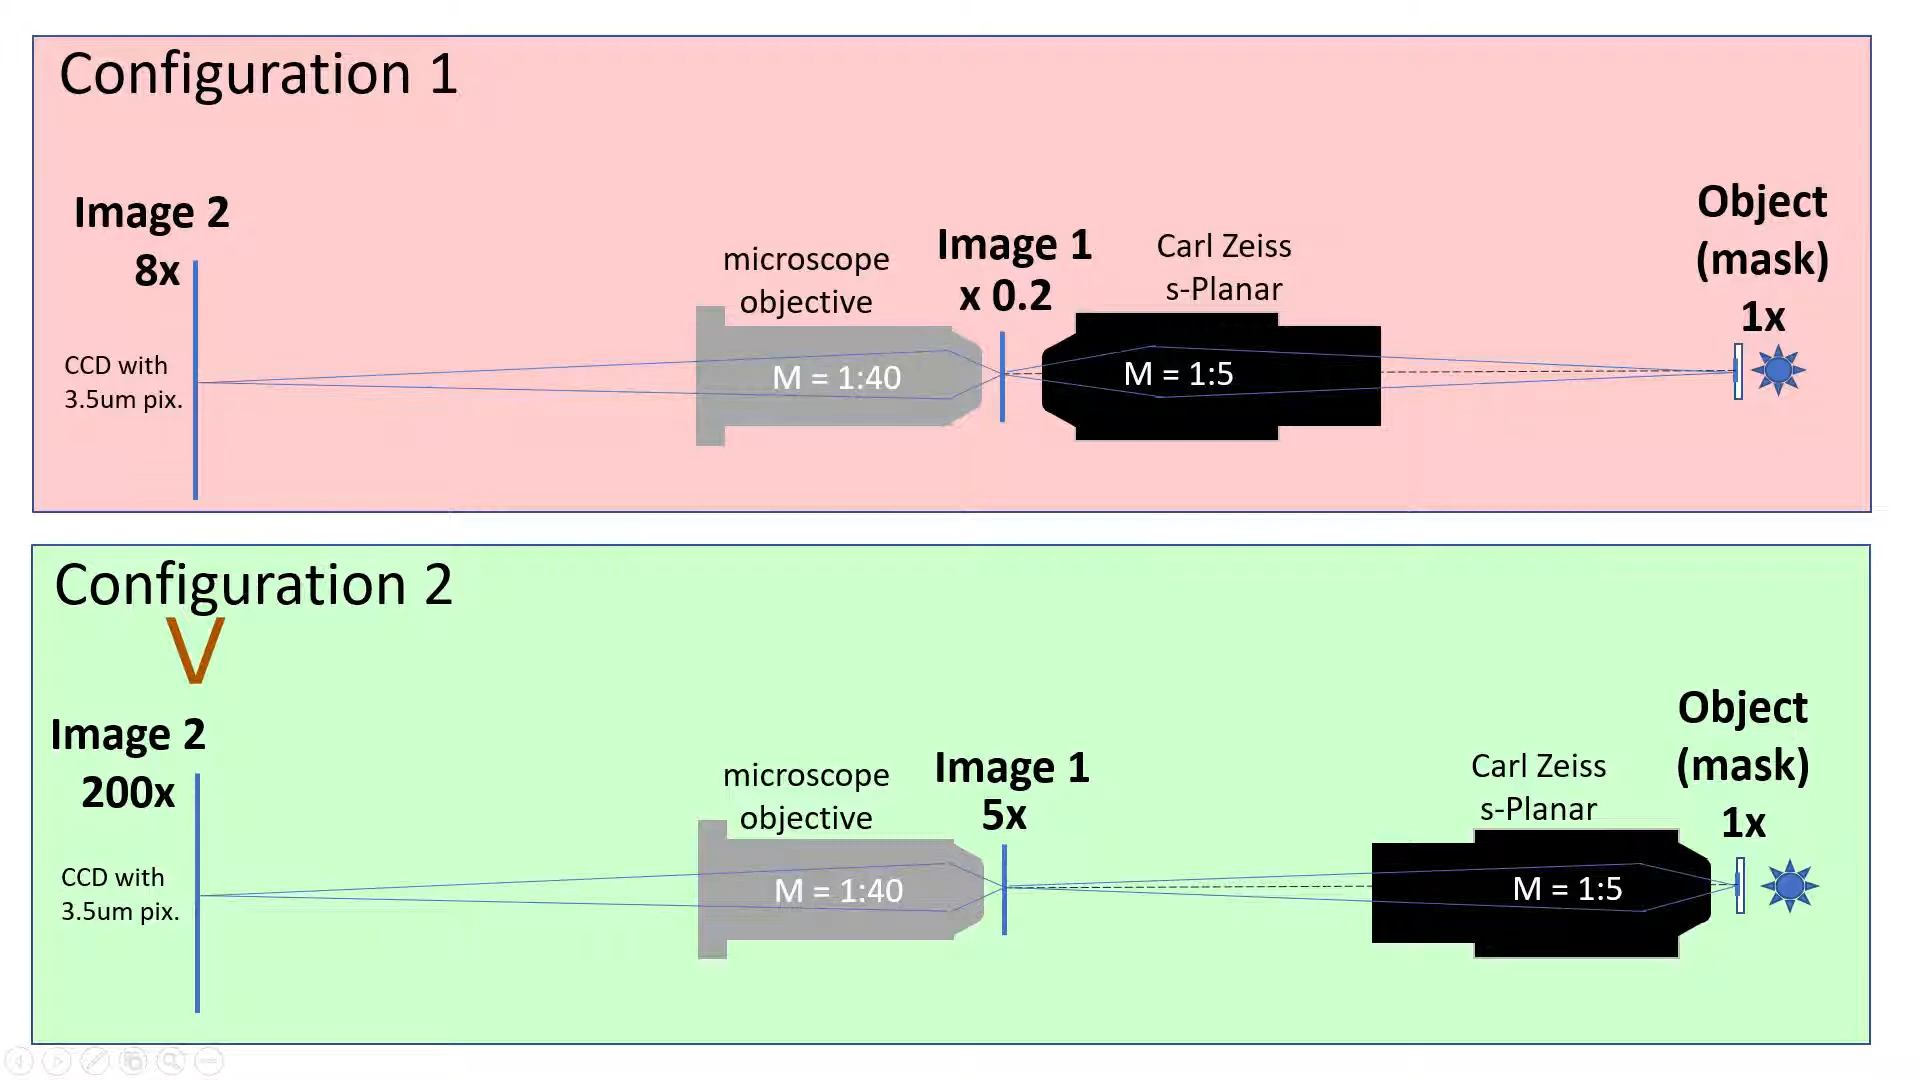 Configuration 1
Image 2
8x
CCD with
3.5um pix.
microscope
objective
M = 1:40
Image 1
x 0.2
Carl Zeiss
s-Planar
M = 1:5
Object
(mask)
1x
Configuration 2
V
Image 2
200x
CCD with
3.5um pix.
microscope
objective
M = 1:40
Image 1
5x
Carl Zeiss
s-Planar
M = 1:5
Object
(mask)
1x